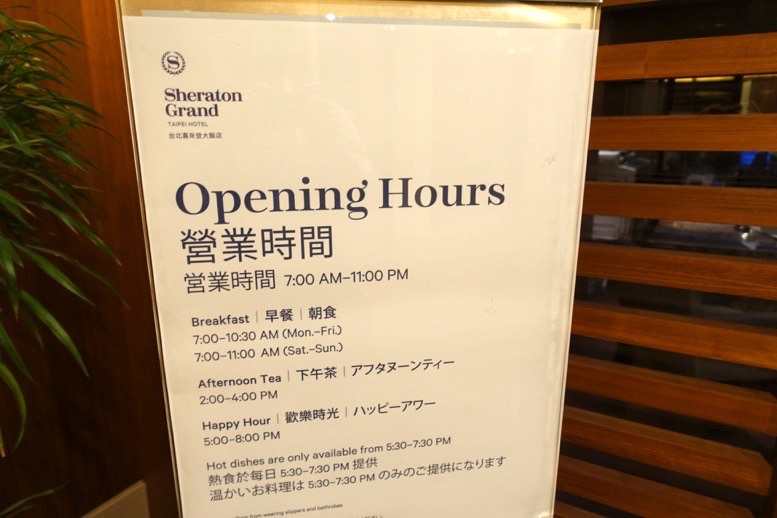 S
Sheraton
Grand
TAIPEI HOTEL
台北喜來登大飯店
Opening Hours
營業時間
営業時間 7:00 AM–11:00 PM
Breakfast | 早餐 | 朝食
7:00–10:30 AM (Mon.–Fri.)
7:00–11:00 AM (Sat.–Sun.)
Afternoon Tea | 下午茶 | アフタヌーンティー
2:00–4:00 PM
Happy Hour | 歡樂時光 | ハッピーアワー
5:00–8:00 PM
Hot dishes are only available from 5:30–7:30 PM
熱食於每日 5:30–7:30 PM 提供
温かいお料理は 5:30–7:30 PM のみのご提供になります
from wearing slippers and bathrobes